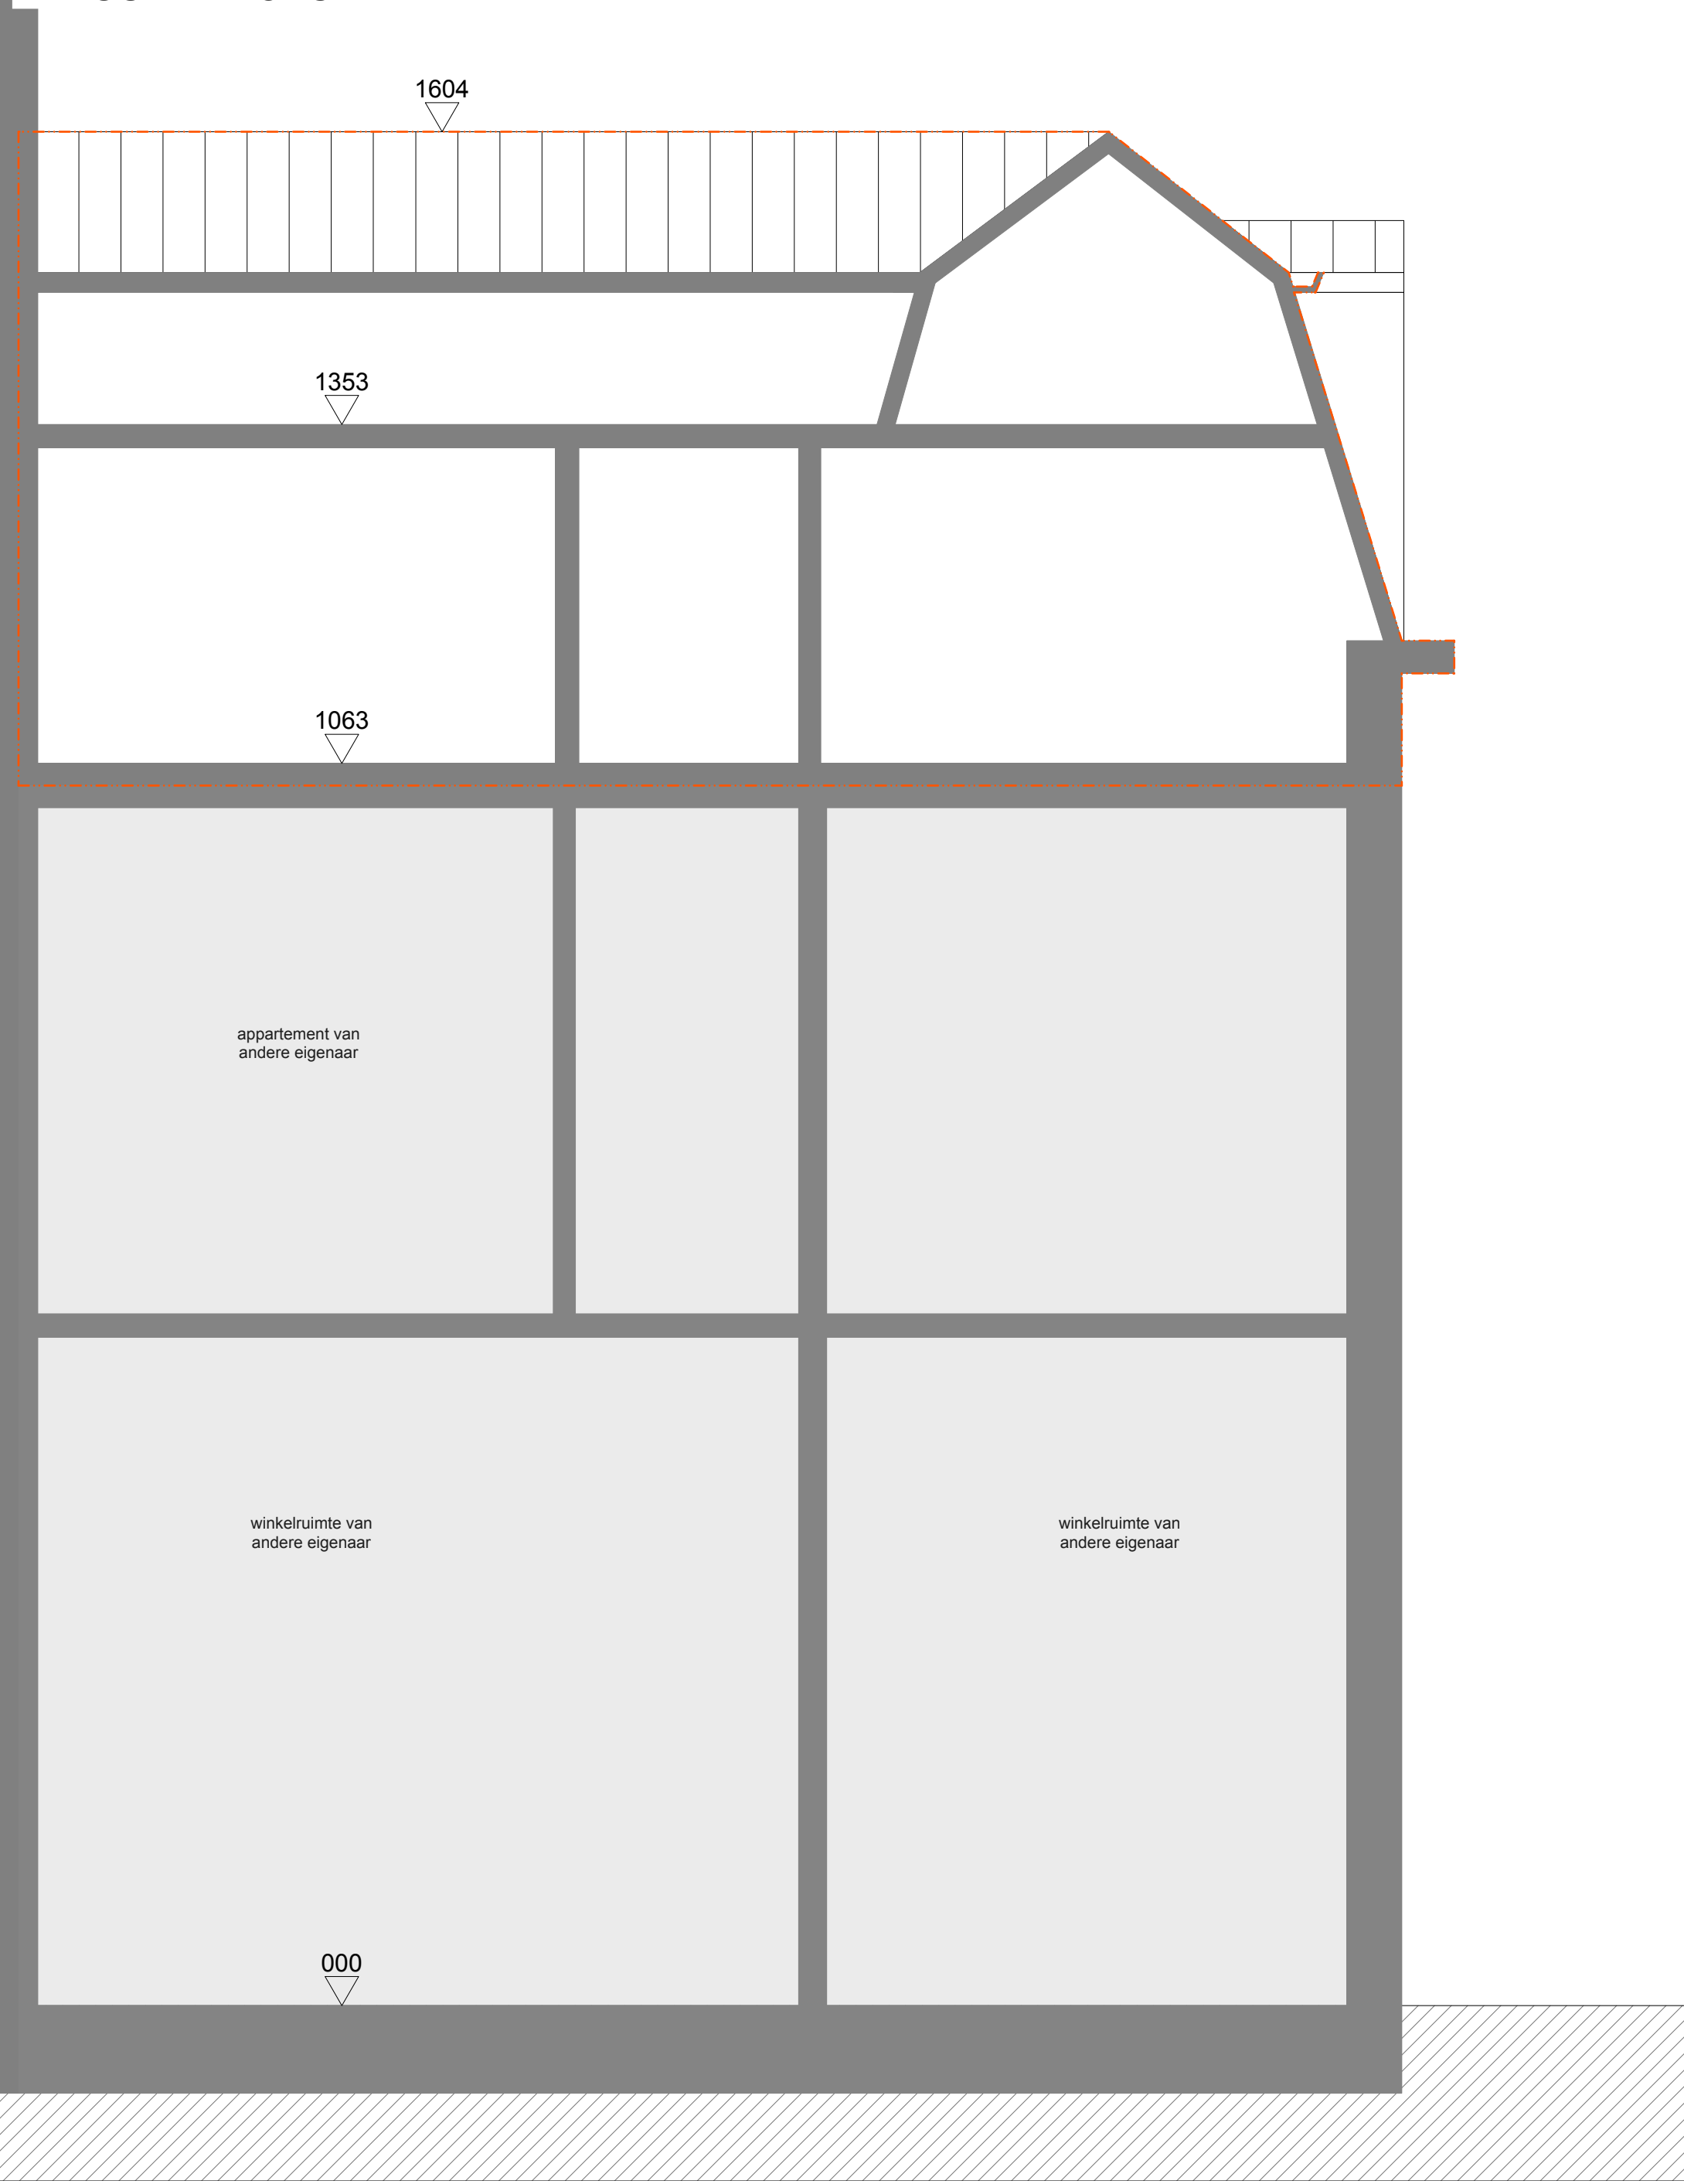 1604
1353
1063
appartement van
andere eigenaar
winkelruimte van
andere eigenaar
winkelruimte van
andere eigenaar
000